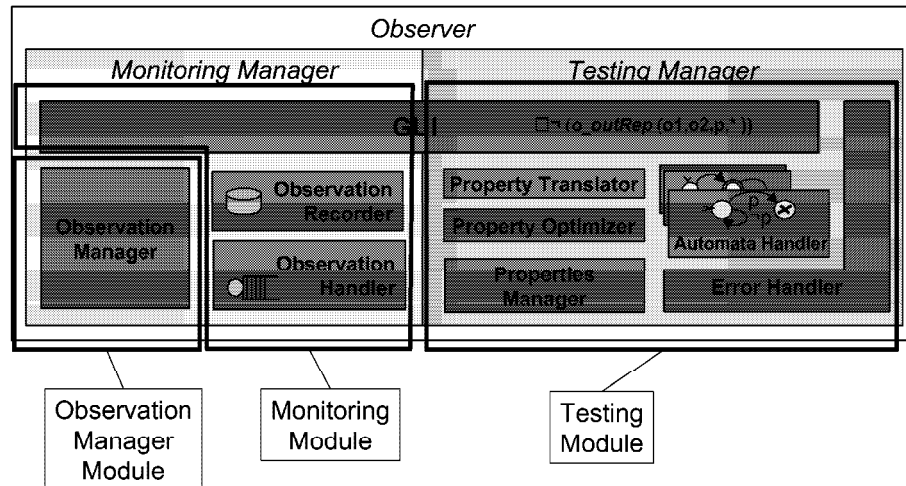 Observer
Monitoring Manager
Testing Manager
GLI
□¬ (o_outRep (o1,o2,p,* ))
Observation
Manager
Observation
Recorder
Observation
Handler
Property Translator
Property Optimizer
Properties
Manager
p
¬p
Automata Handler
Error Handler
Observation
Manager
Module
Monitoring
Module
Testing
Module